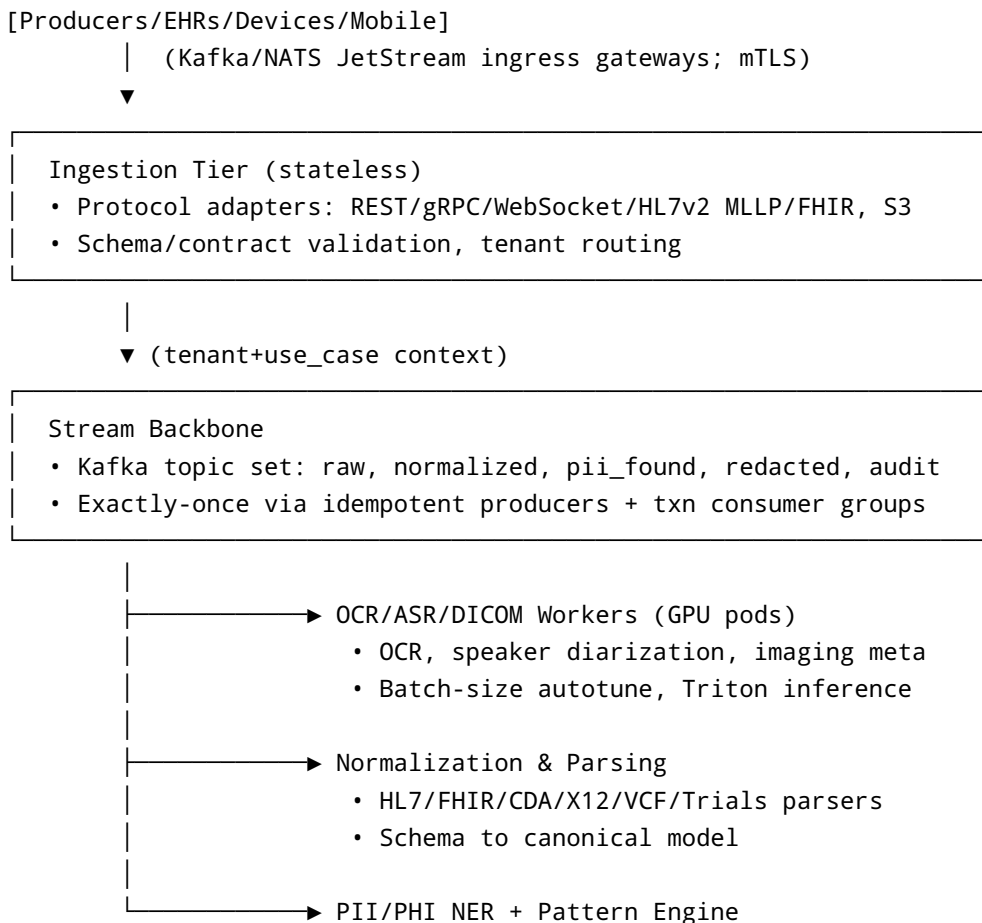 [Producers/EHRs/Devices/Mobile]
(Kafka/NATS JetStream ingress gateways; mTLS)
Ingestion Tier (stateless)
• Protocol adapters: REST/gRPC/WebSocket/HL7v2 MLLP/FHIR, S3
• Schema/contract validation, tenant routing
(tenant+use_case context)
Stream Backbone
• Kafka topic set: raw, normalized, pii_found, redacted, audit
• Exactly-once via idempotent producers + txn consumer groups
OCR/ASR/DICOM Workers (GPU pods)
• OCR, speaker diarization, imaging meta
• Batch-size autotune, Triton inference
Normalization & Parsing
• HL7/FHIR/CDA/X12/VCF/Trials parsers
• Schema to canonical model
PII/PHI NER + Pattern Engine